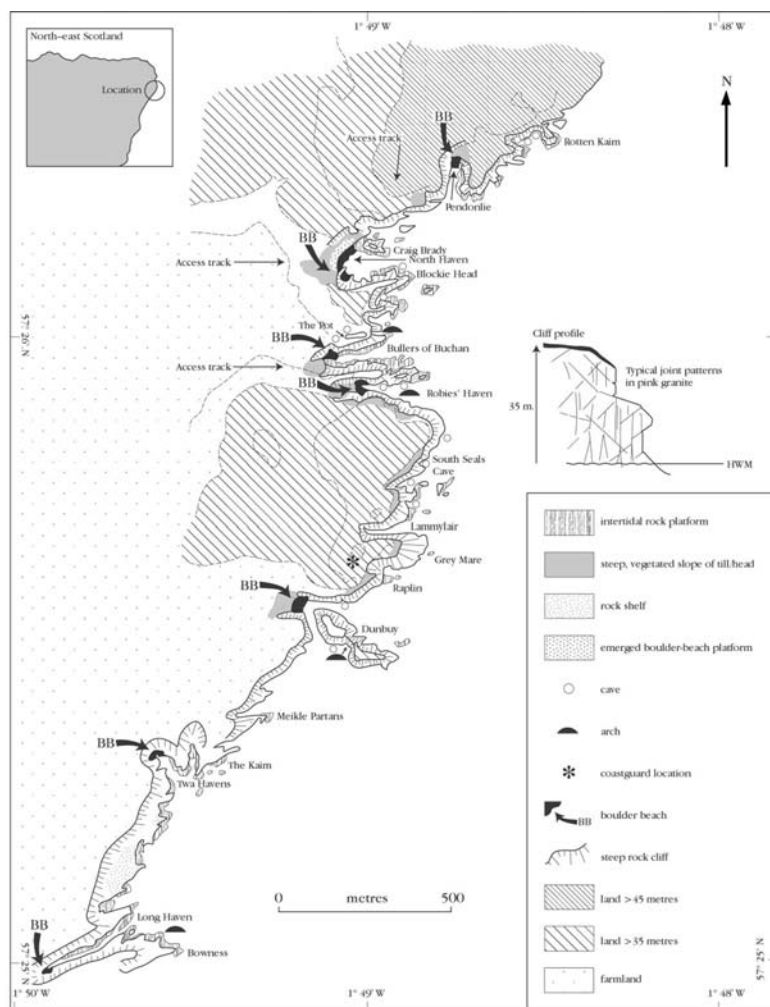 1° 49' W
1° 48' W
North–east Scotland
Location
N
BB
Access track
Rotten Kaim
Pendonlie
BB
Craig Brady
North Haven
Access track
Blockie Head
57° 26' N
The Pot
BB
Bullers of Buchan
Access track
BB
Robies' Haven
Cliff profile
Typical joint patterns
in pink granite
35 m.
HWM
South Seals
Cave
Lammylair
Grey Mare
BB
Raplin
Dunbuy
Meikle Partans
BB
The Kaim
Twa Havens
0 metres 500
Long Haven
BB
Bowness
57° 25' N
57° 25' N
1° 50' W
1° 49' W
1° 48' W
intertidal rock platform
steep, vegetated slope of till/head
rock shelf
emerged boulder-beach platform
cave
arch
coastguard location
BB
boulder beach
steep rock cliff
land >45 metres
land >35 metres
farmland